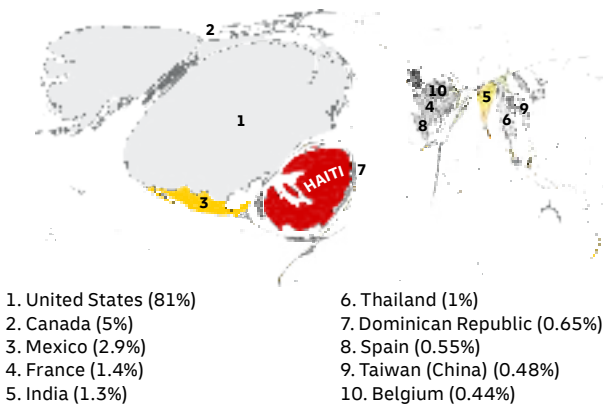 2
10
5
4
9
1
6
8
HAITI
7
3
1. United States (81%)
2. Canada (5%)
3. Mexico (2.9%)
4. France (1.4%)
5. India (1.3%)
6. Thailand (1%)
7. Dominican Republic (0.65%)
8. Spain (0.55%)
9. Taiwan (China) (0.48%)
10. Belgium (0.44%)